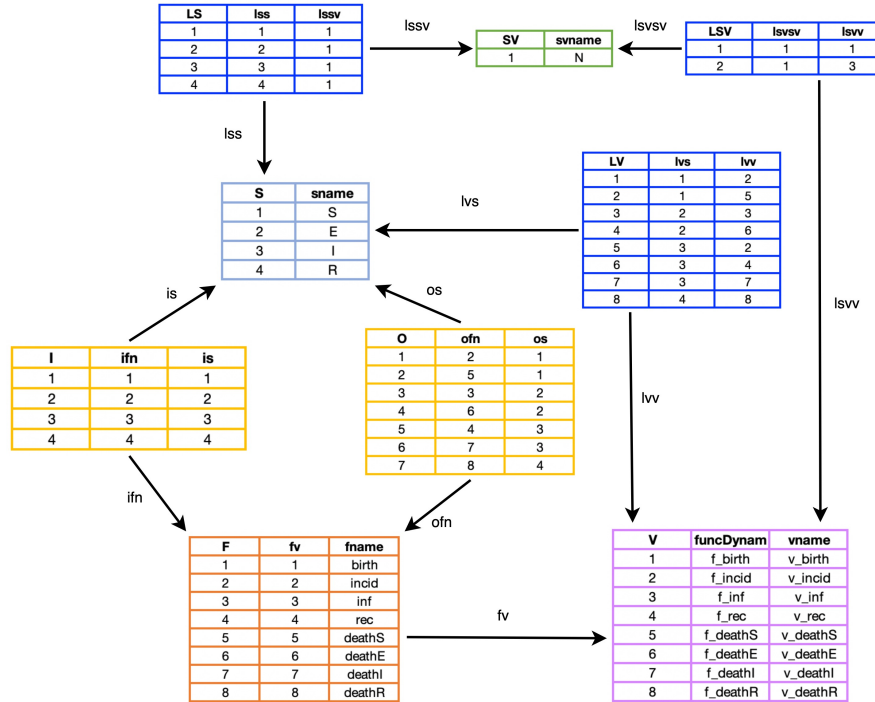 LS lss lssv
1 1 1
2 2 1
3 3 1
4 4 1
lssv
SV svname
1 N
lsvsv
LSV lsvsv lsvv
1 1 1
2 1 3
lss
LV lvs lvv
1 1 2
2 1 5
3 2 3
4 2 6
5 3 2
6 3 4
7 3 7
8 4 8
S sname
1 S
2 E
3 I
4 R
lvs
is
os
lsvv
I ifn is
1 1 1
2 2 2
3 3 3
4 4 4
O ofn os
1 2 1
2 5 1
3 3 2
4 6 2
5 4 3
6 7 3
7 8 4
lvv
ifn
ofn
F fv fname
1 1 birth
2 2 incid
3 3 inf
4 4 rec
5 5 deathS
6 6 deathE
7 7 deathI
8 8 deathR
fv
V funcDynam vname
1 f_birth v_birth
2 f_incid v_incid
3 f_inf v_inf
4 f_rec v_rec
5 f_deathS v_deathS
6 f_deathE v_deathE
7 f_deathI v_deathI
8 f_deathR v_deathR